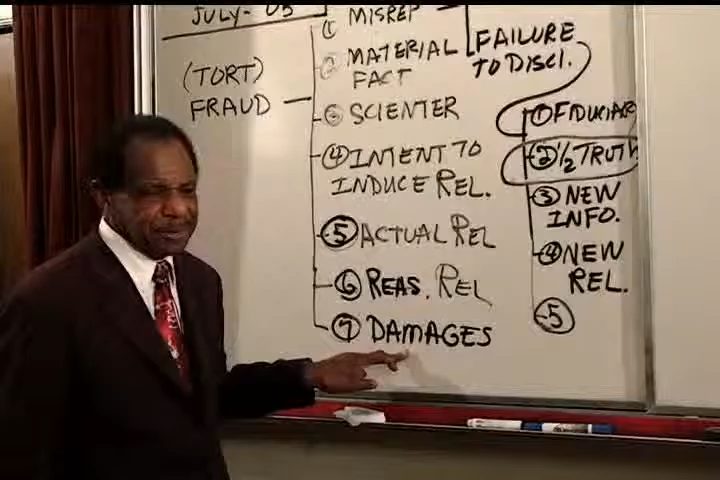 JULY-05
(TORT)
FRAUD
① MISREP
② MATERIAL
FACT
③ SCIENTER
④ INTENT TO
INDUCE REL.
⑤ ACTUAL REL
⑥ REAS. REL
⑦ DAMAGES
FAILURE
TO DISCL.
① FIDUCIARY
② ½ TRUTH
③ NEW
INFO.
④ NEW
REL.
5